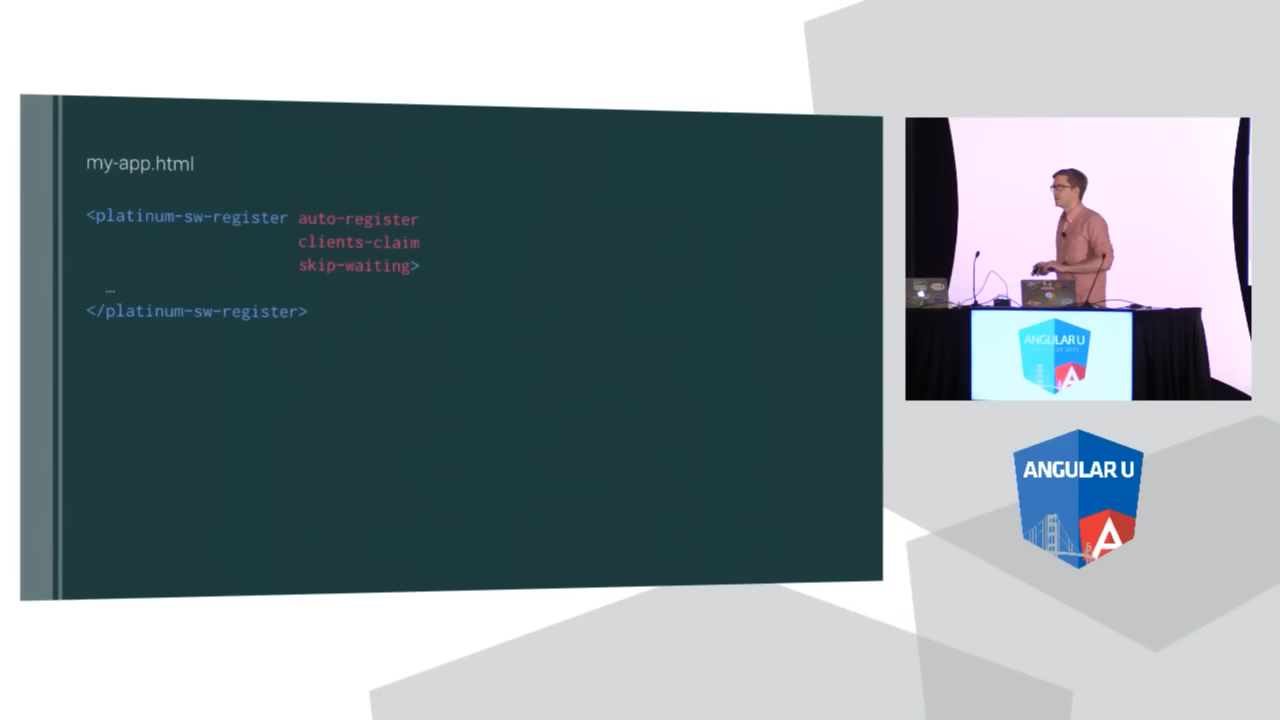 my-app.html
<platinum-sw-register auto-register
clients-claim
skip-waiting>
…
</platinum-sw-register>
ANGULAR U
ANGULAR U